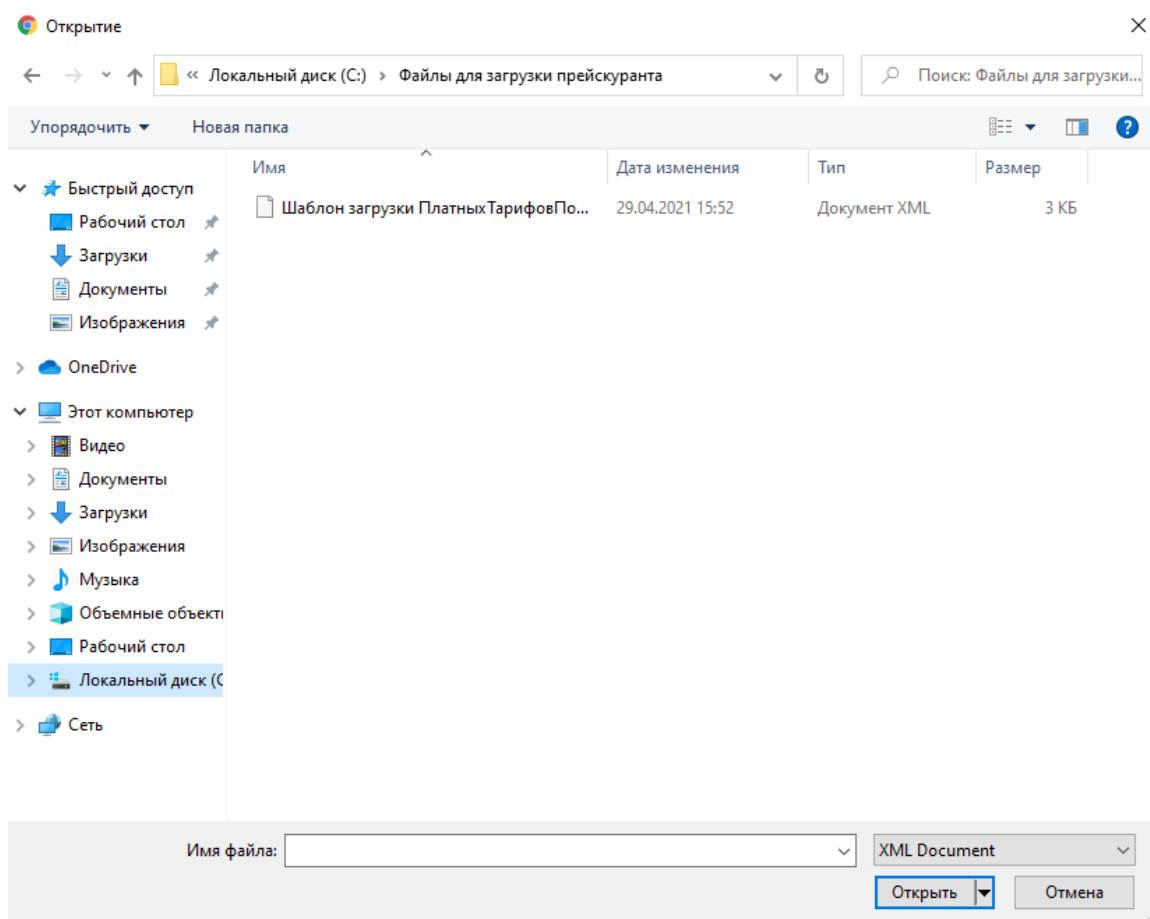 Открытие
« Локальный диск (C:) › Файлы для загрузки прейскуранта
Поиск: Файлы для загрузки...
Упорядочить
Новая папка
Имя
Дата изменения
Тип
Размер
Шаблон загрузки ПлатныхТарифовПо...
29.04.2021 15:52
Документ XML
3 КБ
Быстрый доступ
Рабочий стол
Загрузки
Документы
Изображения
OneDrive
Этот компьютер
Видео
Документы
Загрузки
Изображения
Музыка
Объемные объекты
Рабочий стол
Локальный диск (C
Сеть
Имя файла:
XML Document
Открыть
Отмена